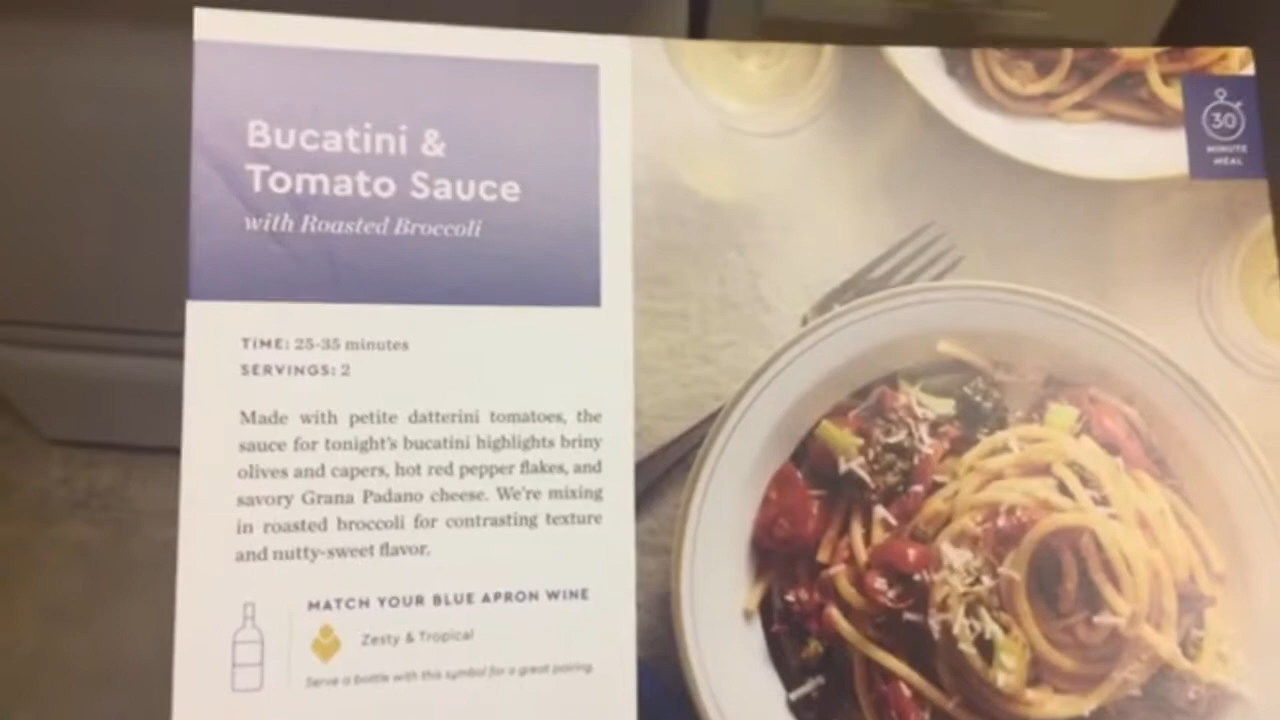 Bucatini &
Tomato Sauce
with Roasted Broccoli
TIME: 25-35 minutes
SERVINGS: 2
Made with petite datterini tomatoes, the
sauce for tonight's bucatini highlights briny
olives and capers, hot red pepper flakes, and
savory Grana Padano cheese. We're mixing
in roasted broccoli for contrasting texture
and nutty-sweet flavor.
MATCH YOUR BLUE APRON WINE
Zesty & Tropical
Serve a bottle with this symbol for a great pairing.
30
MINUTE
MEAL